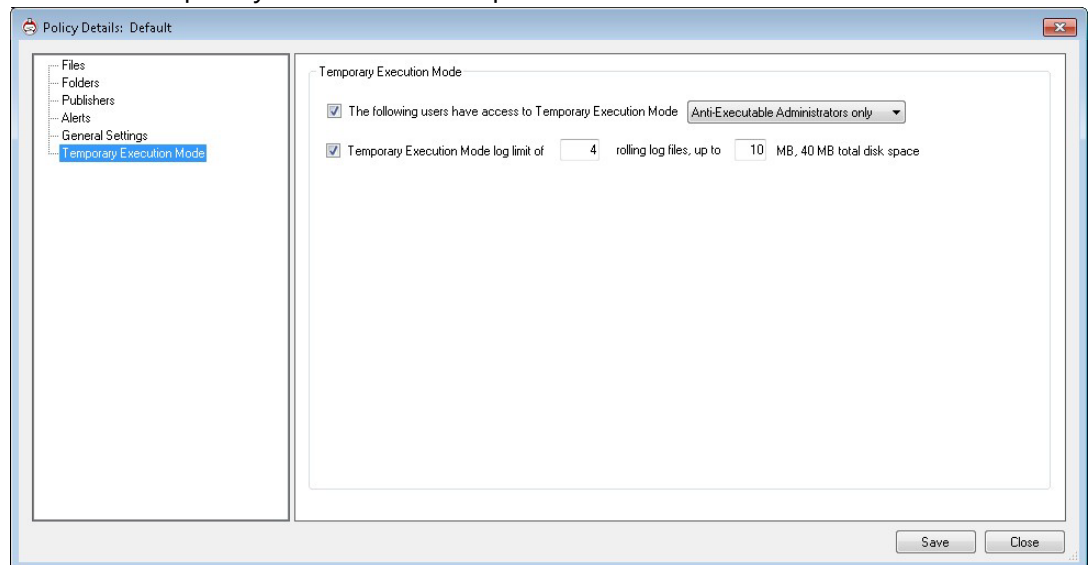 Policy Details: Default
Files
Folders
Publishers
Alerts
General Settings
Temporary Execution Mode
Temporary Execution Mode
The following users have access to Temporary Execution Mode Anti-Executable Administrators only
Temporary Execution Mode log limit of 4 rolling log files, up to 10 MB, 40 MB total disk space
Save Close